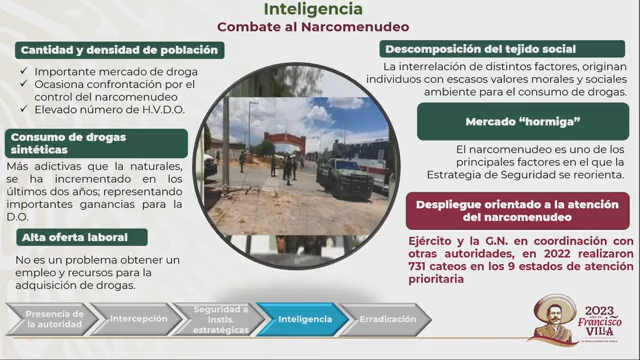 Inteligencia
Combate al Narcomenudeo
Cantidad y densidad de población
✓ Importante mercado de droga
✓ Ocasiona confrontación por el
control del narcomenudeo
✓ Elevado número de H.V.D.O.
Consumo de drogas
sintéticas
Más adictivas que la naturales,
se ha incrementado en los
últimos dos años; representando
importantes ganancias para la
D.O.
Alta oferta laboral
No es un problema obtener un
empleo y recursos para la
adquisición de drogas.
Descomposición del tejido social
La interrelación de distintos factores, originan
individuos con escasos valores morales y sociales
ambiente para el consumo de drogas.
Mercado “hormiga”
El narcomenudeo es uno de los
principales factores en el que la
Estrategia de Seguridad se reorienta.
Despliegue orientado a la atención
del narcomenudeo
Ejército y la G.N. en coordinación con
otras autoridades, en 2022 realizaron
731 cateos en los 9 estados de atención
prioritaria
Presencia de
la autoridad
Intercepción
Seguridad a
Instls.
estratégicas
Inteligencia
Erradicación
2023
Francisco
VILLA